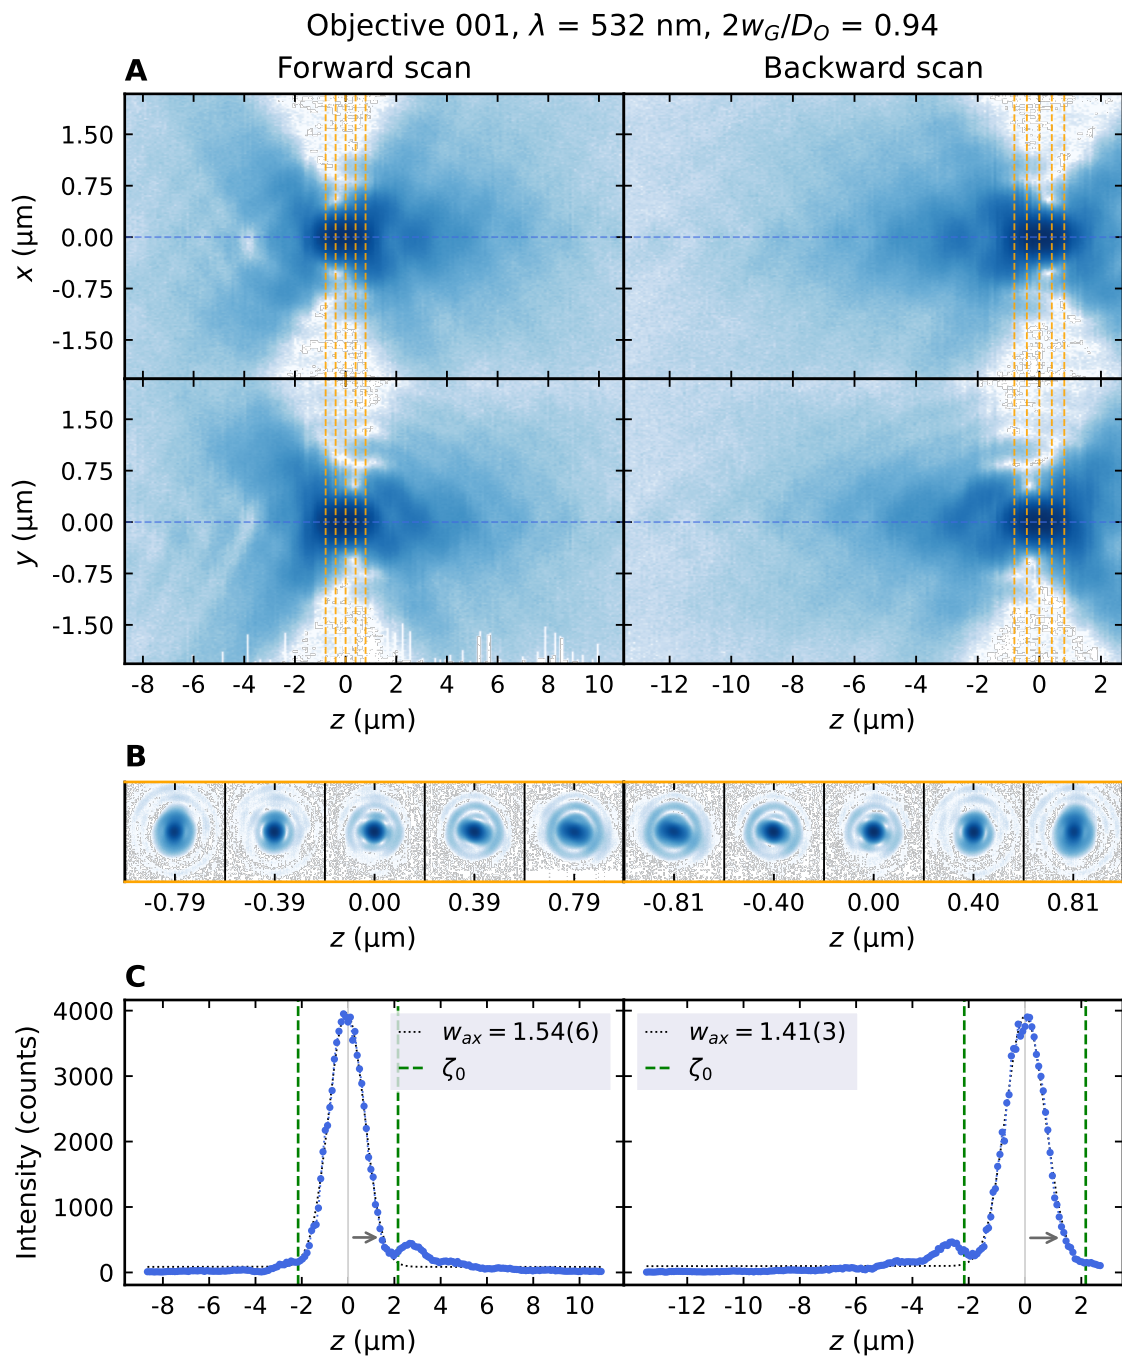 Objective 001, λ = 532 nm, 2w_G/D_O = 0.94
A Forward scan Backward scan
x (μm)
1.50
0.75
0.00
-0.75
-1.50
y (μm)
1.50
0.75
0.00
-0.75
-1.50
-8 -6 -4 -2 0 2 4 6 8 10 -12 -10 -8 -6 -4 -2 0 2
z (μm) z (μm)
B
-0.79 -0.39 0.00 0.39 0.79 -0.81 -0.40 0.00 0.40 0.81
z (μm) z (μm)
C
Intensity (counts)
4000
3000
2000
1000
0
w_ax = 1.54(6)
ζ_0
w_ax = 1.41(3)
ζ_0
-8 -6 -4 -2 0 2 4 6 8 10 -12 -10 -8 -6 -4 -2 0 2
z (μm) z (μm)